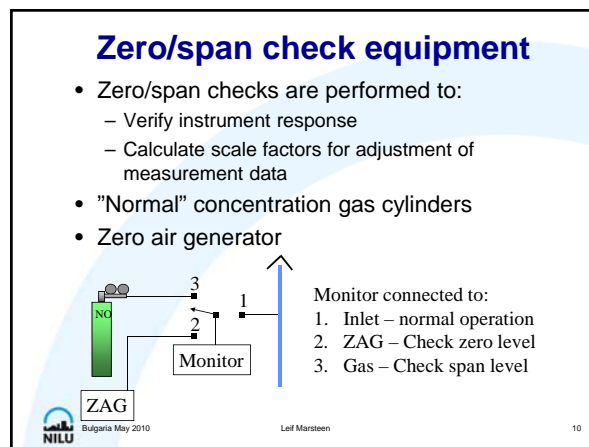 Zero/span check equipment
• Zero/span checks are performed to:
– Verify instrument response
– Calculate scale factors for adjustment of
measurement data
• ”Normal” concentration gas cylinders
• Zero air generator
3
1
NO
2
Monitor
ZAG
Monitor connected to:
1. Inlet – normal operation
2. ZAG – Check zero level
3. Gas – Check span level
NILU
Bulgaria May 2010
Leif Marsteen
10